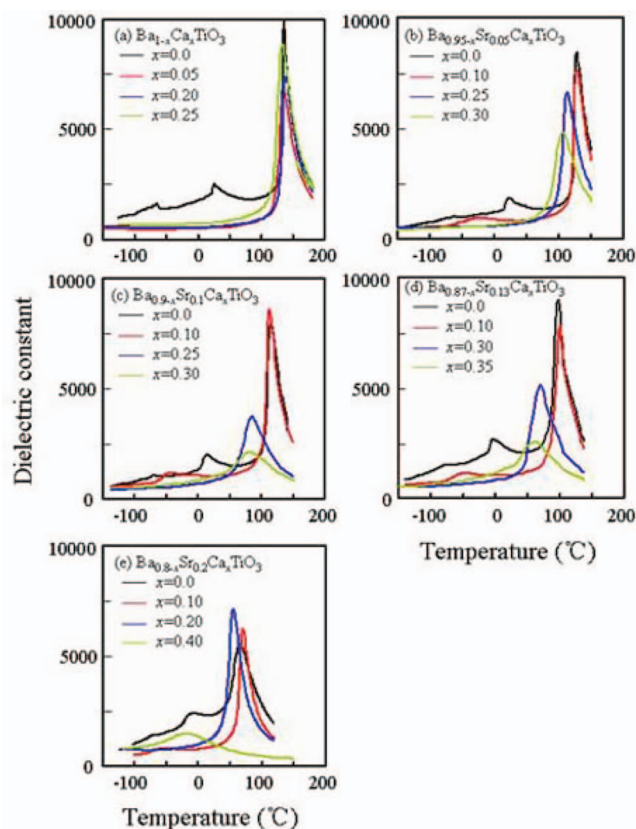 (a) Ba₁₋ₓCaₓTiO₃
x=0.0
x=0.05
x=0.20
x=0.25
10000
5000
0
-100 0 100 200
(b) Ba₀.₉₅₋ₓSr₀.₀₅CaₓTiO₃
x=0.0
x=0.10
x=0.25
x=0.30
10000
5000
0
-100 0 100 200
(c) Ba₀.₉₋ₓSr₀.₁CaₓTiO₃
x=0.0
x=0.10
x=0.25
x=0.30
10000
5000
0
-100 0 100 200
(d) Ba₀.₈₇₋ₓSr₀.₁₃CaₓTiO₃
x=0.0
x=0.10
x=0.30
x=0.35
10000
5000
0
-100 0 100 200
Temperature (℃)
(e) Ba₀.₈₋ₓSr₀.₂CaₓTiO₃
x=0.0
x=0.10
x=0.20
x=0.40
10000
5000
0
-100 0 100 200
Temperature (℃)
Dielectric constant